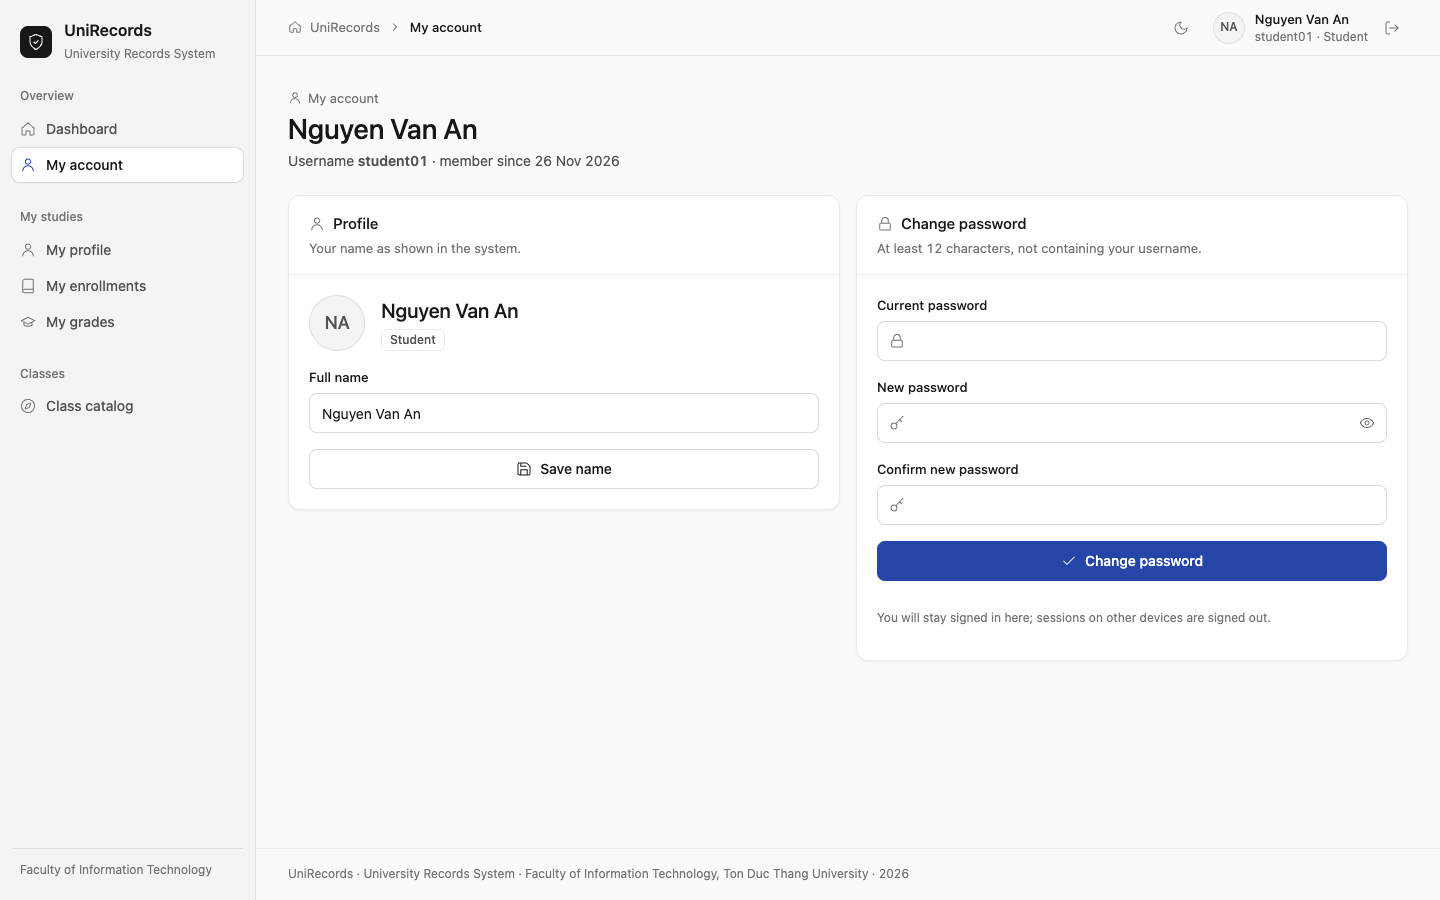 UniRecords
University Records System
Overview
Dashboard
My account
My studies
My profile
My enrollments
My grades
Classes
Class catalog
Faculty of Information Technology
UniRecords
My account
NA
Nguyen Van An
student01 · Student
My account
Nguyen Van An
Username student01 · member since 26 Nov 2026
Profile
Your name as shown in the system.
NA
Nguyen Van An
Student
Full name
Nguyen Van An
Save name
Change password
At least 12 characters, not containing your username.
Current password
New password
Confirm new password
Change password
You will stay signed in here; sessions on other devices are signed out.
UniRecords · University Records System · Faculty of Information Technology, Ton Duc Thang University · 2026